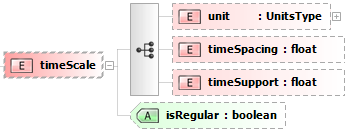 E unit : UnitsType
E timeSpacing : float
E timeScale
E timeSupport : float
A isRegular : boolean